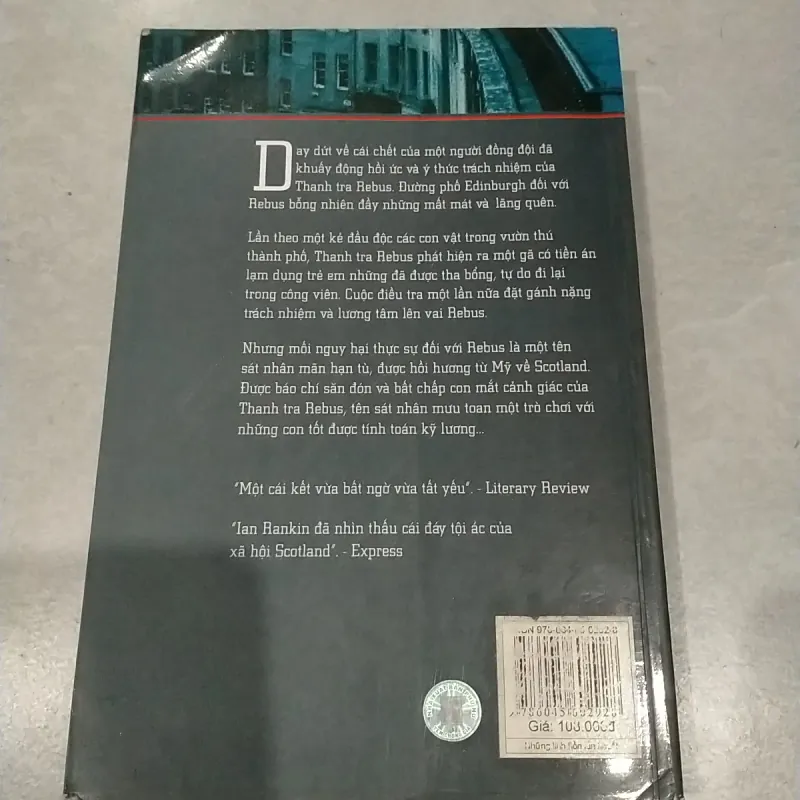 Day dứt về cái chết của một người đồng đội đã
khuấy động hồi ức và ý thức trách nhiệm của
Thanh tra Rebus. Đường phố Edinburgh đối với
Rebus bỗng nhiên đầy những mất mát và lãng quên.
Lần theo một kẻ đầu độc các con vật trong vườn thú
thành phố, Thanh tra Rebus phát hiện ra một gã có tiền án
lạm dụng trẻ em những đã được tha bổng, tự do đi lại
trong công viên. Cuộc điều tra một lần nữa đặt gánh nặng
trách nhiệm và lương tâm lên vai Rebus.
Nhưng mối nguy hại thực sự đối với Rebus là một tên
sát nhân mãn hạn tù, được hồi hương từ Mỹ về Scotland.
Được báo chí săn đón và bất chấp con mắt cảnh giác của
Thanh tra Rebus, tên sát nhân mưu toan một trò chơi với
những con tốt được tính toán kỹ lương...
"Một cái kết vừa bất ngờ vừa tất yếu". - Literary Review
"Ian Rankin đã nhìn thấu cái đáy tội ác của
xã hội Scotland". - Express
Giá: